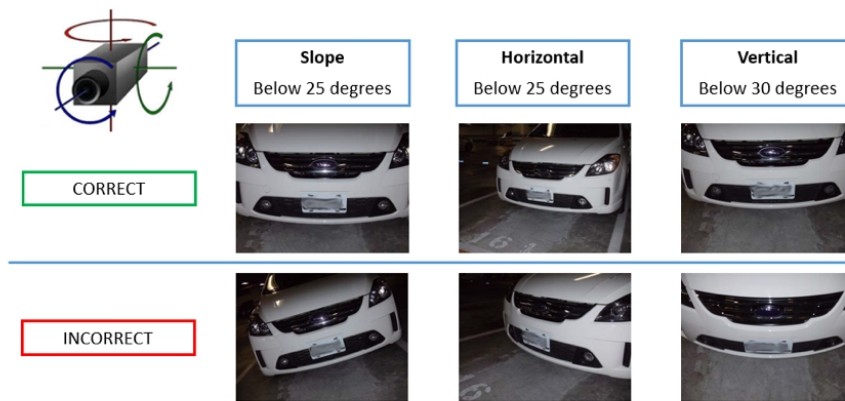 Slope
Below 25 degrees
Horizontal
Below 25 degrees
Vertical
Below 30 degrees
CORRECT
INCORRECT